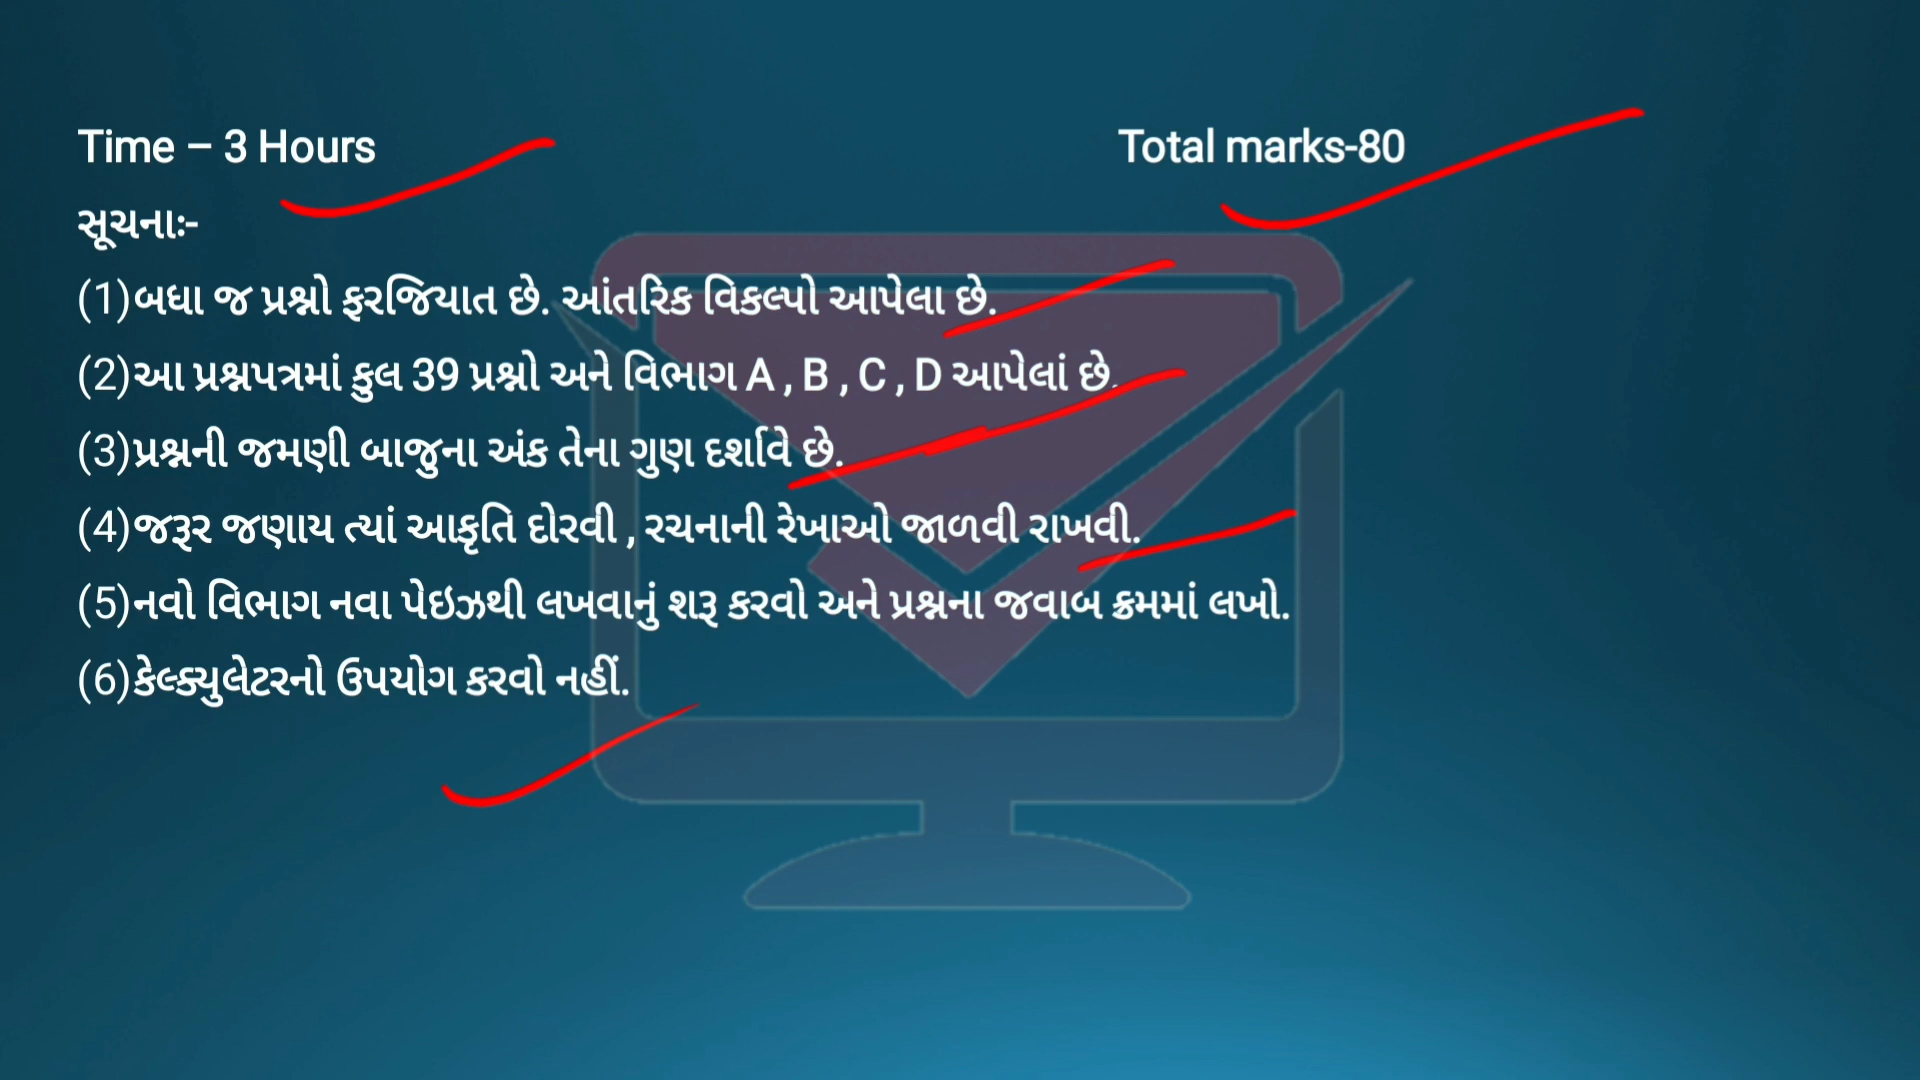 Time – 3 Hours Total marks-80
સૂચનાઃ-
(1)બધા જ પ્રશ્નો ફરજિયાત છે. આંતરિક વિકલ્પો આપેલા છે.
(2)આ પ્રશ્નપત્રમાં કુલ 39 પ્રશ્નો અને વિભાગ A , B , C , D આપેલાં છે.
(3)પ્રશ્નની જમણી બાજુના અંક તેના ગુણ દર્શાવે છે.
(4)જરૂર જણાય ત્યાં આકૃતિ દોરવી , રચનાની રેખાઓ જાળવી રાખવી.
(5)નવો વિભાગ નવા પેઇઝથી લખવાનું શરૂ કરવો અને પ્રશ્નના જવાબ ક્રમમાં લખો.
(6)કેલ્ક્યુલેટરનો ઉપયોગ કરવો નહીં.